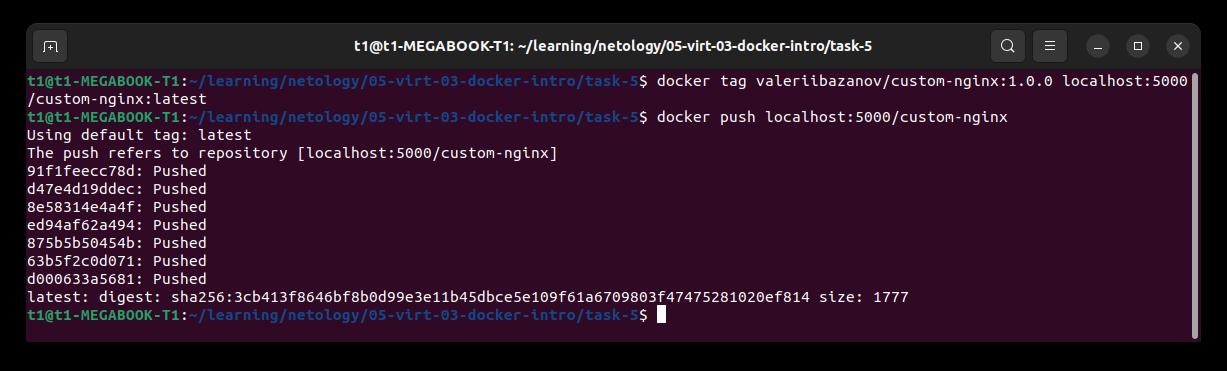 t1@t1-MEGABOOK-T1: ~/learning/netology/05-virt-03-docker-intro/task-5
t1@t1-MEGABOOK-T1:~/learning/netology/05-virt-03-docker-intro/task-5$ docker tag valeriibazanov/custom-nginx:1.0.0 localhost:5000
/custom-nginx:latest
t1@t1-MEGABOOK-T1:~/learning/netology/05-virt-03-docker-intro/task-5$ docker push localhost:5000/custom-nginx
Using default tag: latest
The push refers to repository [localhost:5000/custom-nginx]
91f1feecc78d: Pushed
d47e4d19ddec: Pushed
8e58314e4a4f: Pushed
ed94af62a494: Pushed
875b5b50454b: Pushed
63b5f2c0d071: Pushed
d000633a5681: Pushed
latest: digest: sha256:3cb413f8646bf8b0d99e3e11b45dbce5e109f61a6709803f47475281020ef814 size: 1777
t1@t1-MEGABOOK-T1:~/learning/netology/05-virt-03-docker-intro/task-5$